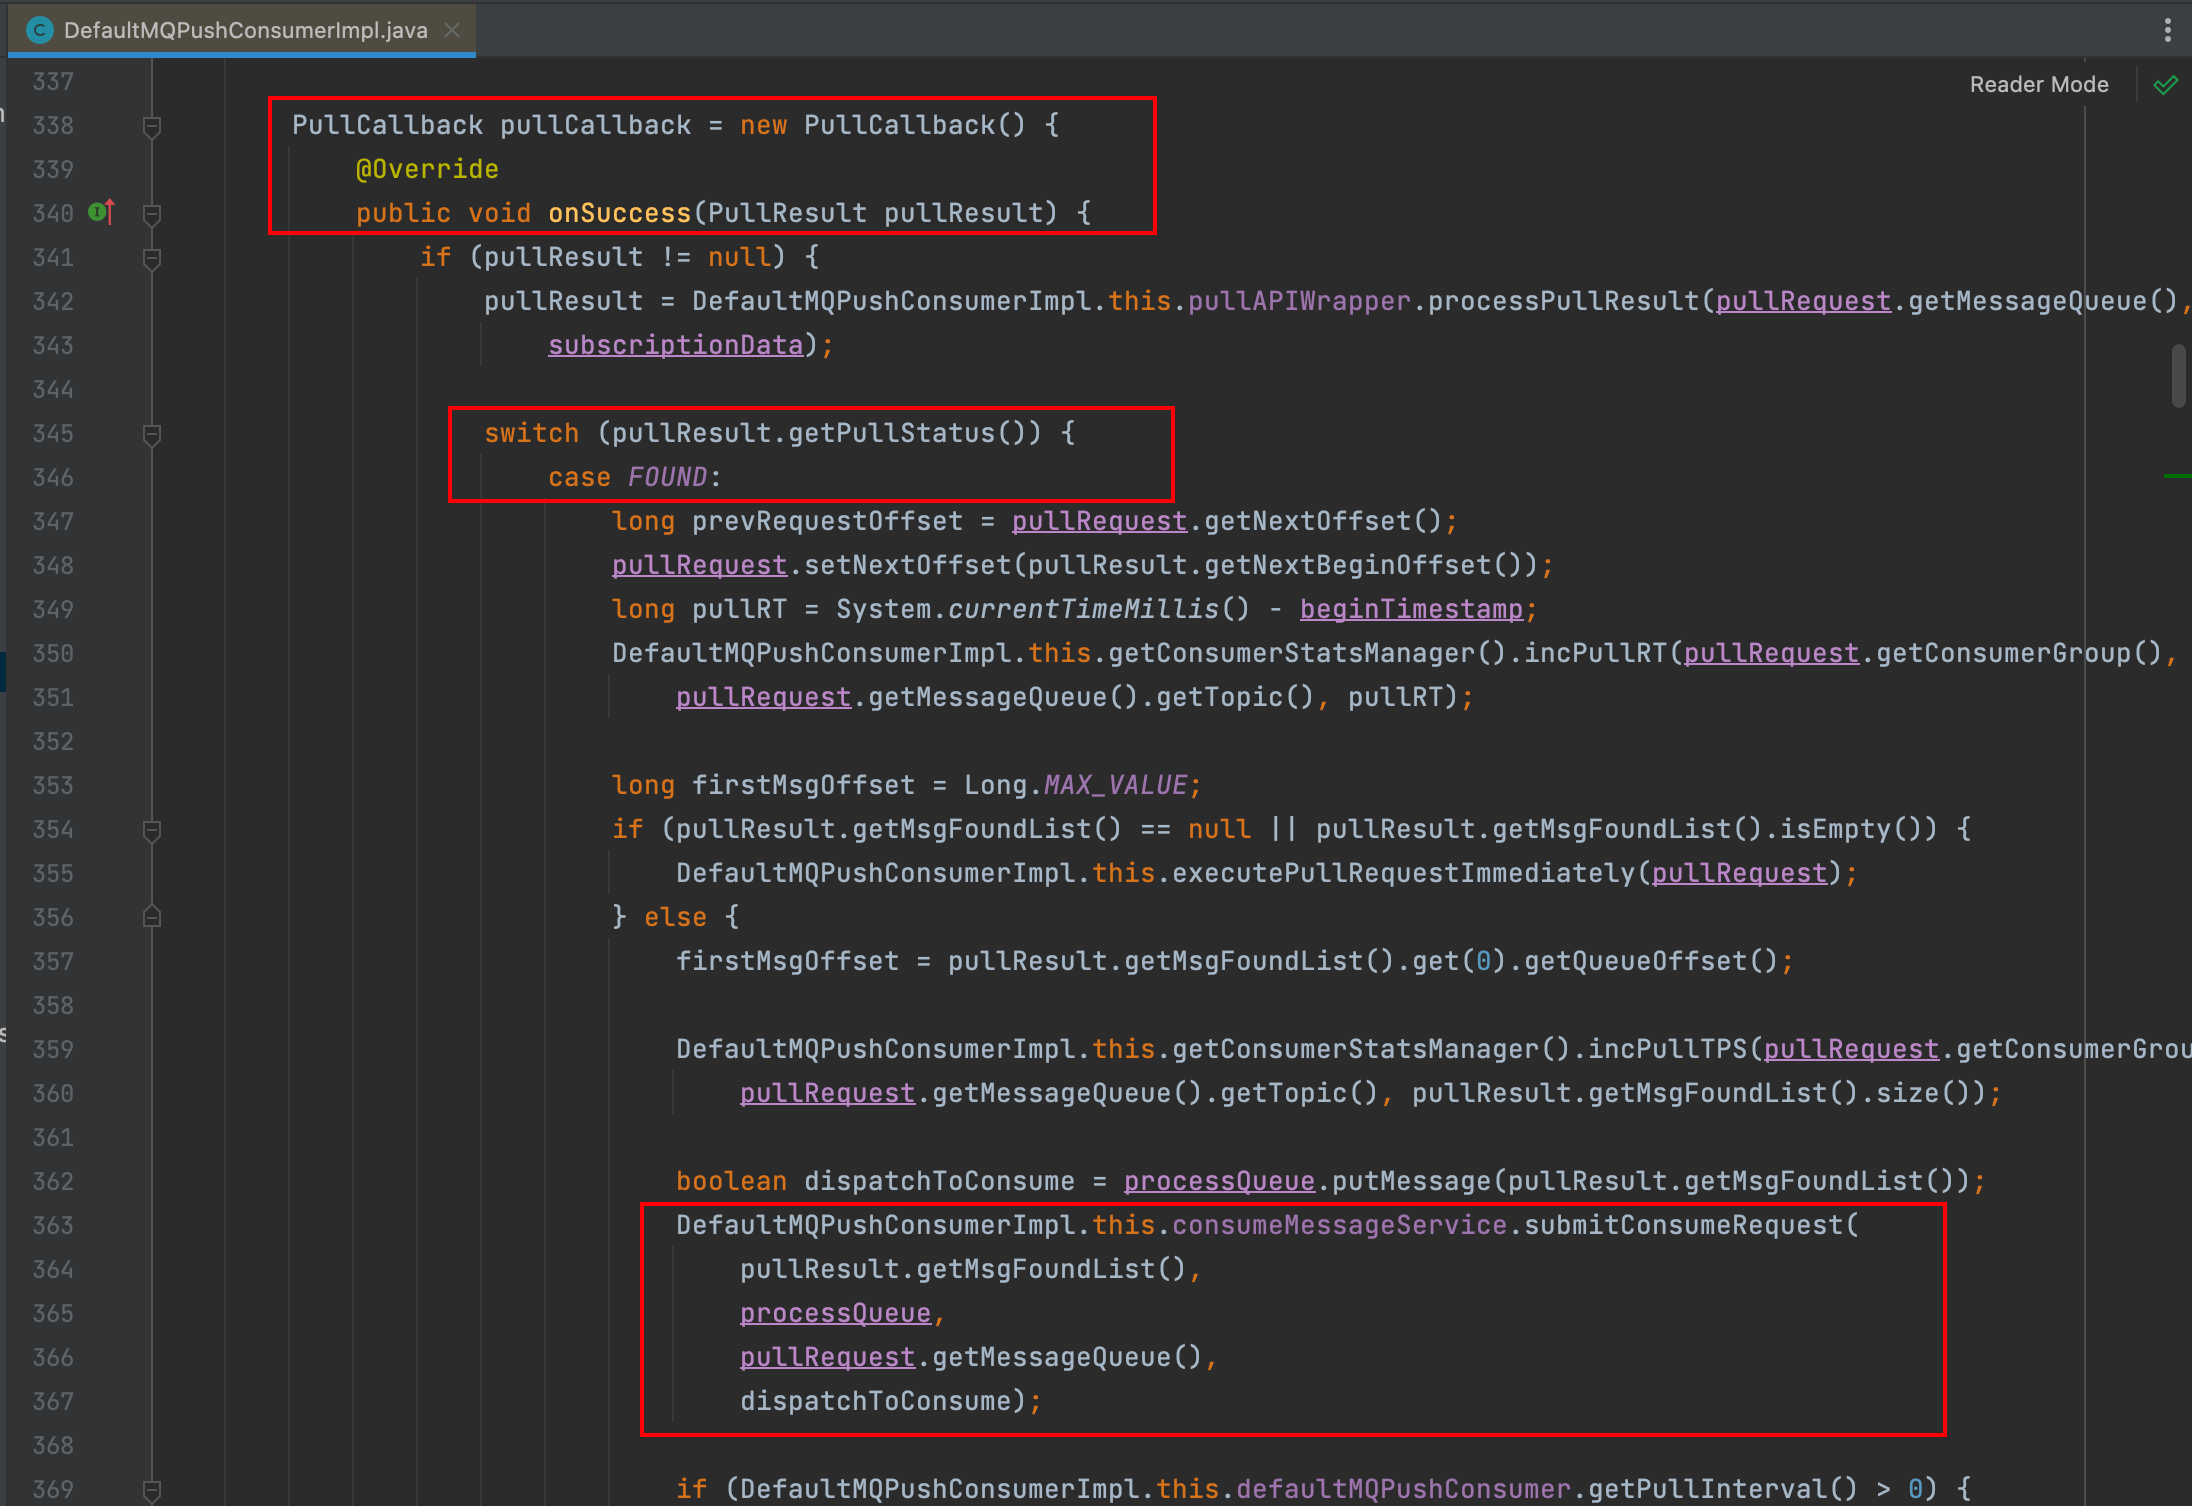 DefaultMQPushConsumerImpl.java
Reader Mode
337
338 PullCallback pullCallback = new PullCallback() {
339 @Override
340 public void onSuccess(PullResult pullResult) {
341 if (pullResult != null) {
342 pullResult = DefaultMQPushConsumerImpl.this.pullAPIWrapper.processPullResult(pullRequest.getMessageQueue(),
343 subscriptionData);
344
345 switch (pullResult.getPullStatus()) {
346 case FOUND:
347 long prevRequestOffset = pullRequest.getNextOffset();
348 pullRequest.setNextOffset(pullResult.getNextBeginOffset());
349 long pullRT = System.currentTimeMillis() - beginTimestamp;
350 DefaultMQPushConsumerImpl.this.getConsumerStatsManager().incPullRT(pullRequest.getConsumerGroup(),
351 pullRequest.getMessageQueue().getTopic(), pullRT);
352
353 long firstMsgOffset = Long.MAX_VALUE;
354 if (pullResult.getMsgFoundList() == null || pullResult.getMsgFoundList().isEmpty()) {
355 DefaultMQPushConsumerImpl.this.executePullRequestImmediately(pullRequest);
356 } else {
357 firstMsgOffset = pullResult.getMsgFoundList().get(0).getQueueOffset();
358
359 DefaultMQPushConsumerImpl.this.getConsumerStatsManager().incPullTPS(pullRequest.getConsumerGrou
360 pullRequest.getMessageQueue().getTopic(), pullResult.getMsgFoundList().size());
361
362 boolean dispatchToConsume = processQueue.putMessage(pullResult.getMsgFoundList());
363 DefaultMQPushConsumerImpl.this.consumeMessageService.submitConsumeRequest(
364 pullResult.getMsgFoundList(),
365 processQueue,
366 pullRequest.getMessageQueue(),
367 dispatchToConsume);
368
369 if (DefaultMQPushConsumerImpl.this.defaultMQPushConsumer.getPullInterval() > 0) {